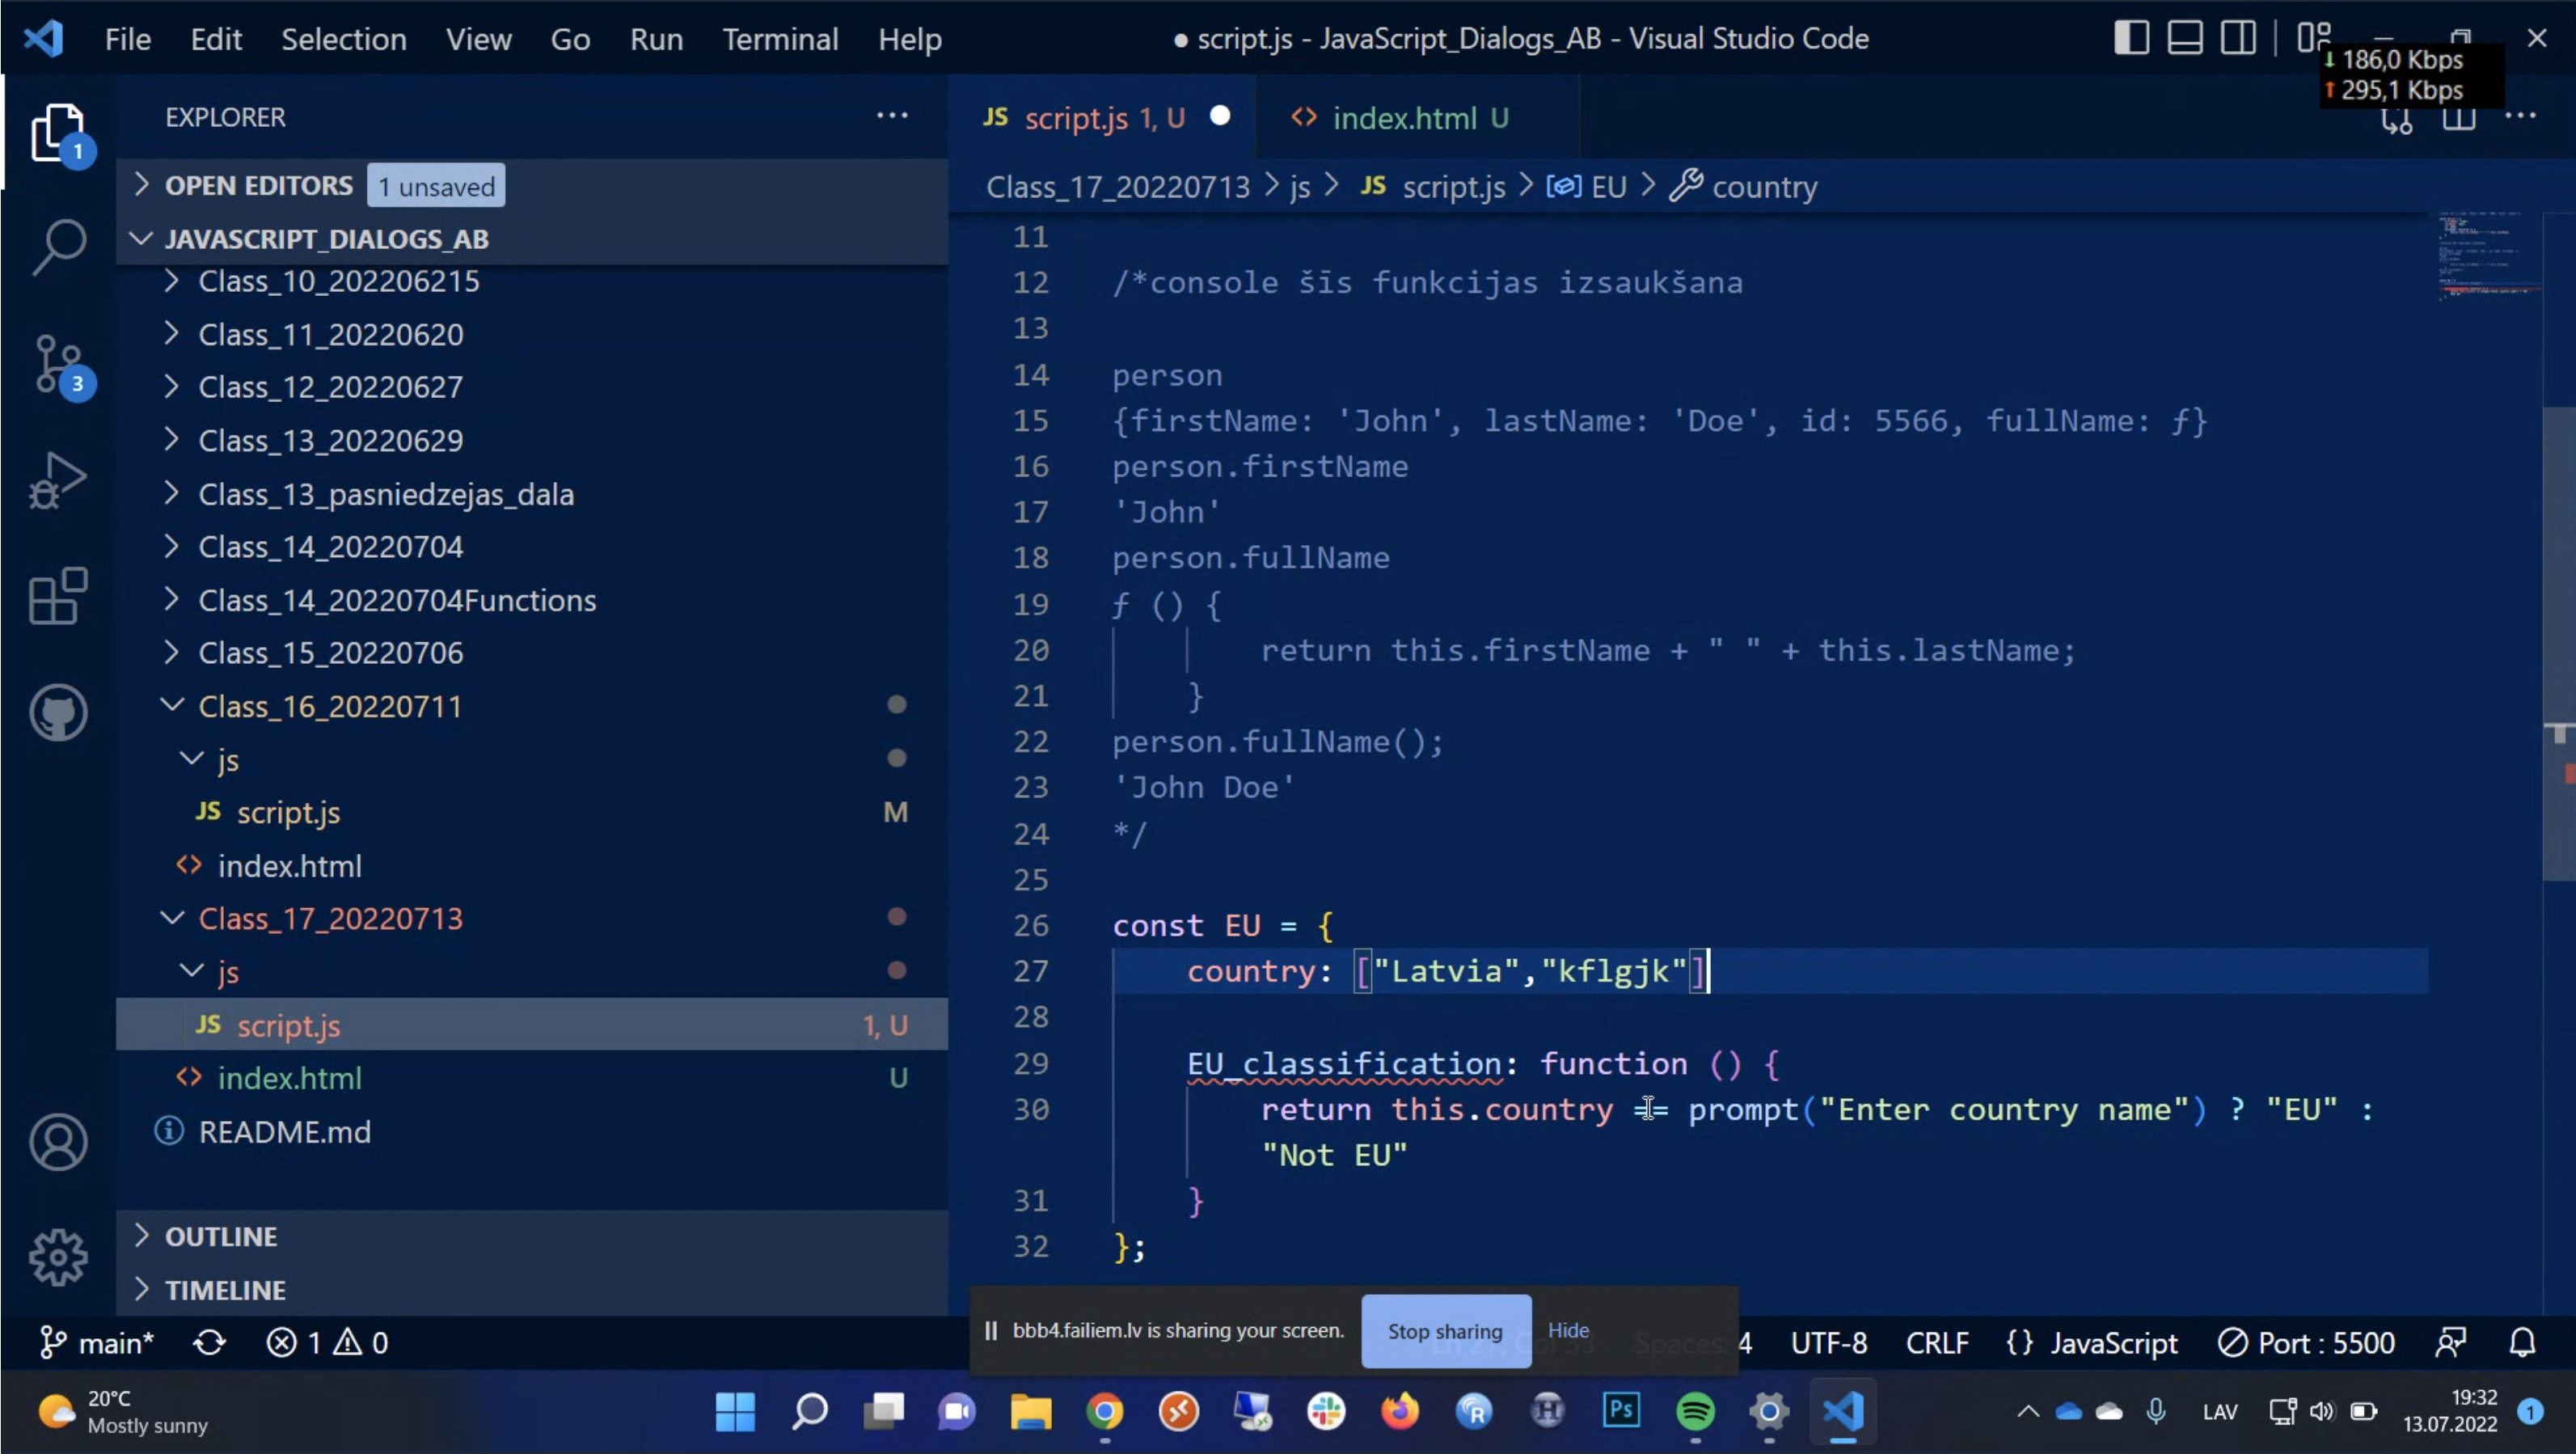 File Edit Selection View Go Run Terminal Help
● script.js - JavaScript_Dialogs_AB - Visual Studio Code
↓ 186,0 Kbps
↑ 295,1 Kbps
EXPLORER
1
OPEN EDITORS 1 unsaved
JAVASCRIPT_DIALOGS_AB
Class_10_202206215
Class_11_20220620
Class_12_20220627
3
Class_13_20220629
Class_13_pasniedzejas_dala
Class_14_20220704
Class_14_20220704Functions
Class_15_20220706
Class_16_20220711
js
JS script.js M
<> index.html
Class_17_20220713
js
JS script.js 1, U
<> index.html U
README.md
OUTLINE
TIMELINE
JS script.js 1, U ●
<> index.html U
Class_17_20220713 > js > JS script.js > EU > country
11
12 /*console šīs funkcijas izsaukšana
13
14 person
15 {firstName: 'John', lastName: 'Doe', id: 5566, fullName: ƒ}
16 person.firstName
17 'John'
18 person.fullName
19 ƒ () {
20 return this.firstName + " " + this.lastName;
21 }
22 person.fullName();
23 'John Doe'
24 */
25
26 const EU = {
27 country: ["Latvia","kflgjk"]
28
29 EU_classification: function () {
30 return this.country == prompt("Enter country name") ? "EU" :
"Not EU"
31 }
32 };
bbb4.failiem.lv is sharing your screen. Stop sharing Hide
main* 1 0
4 UTF-8 CRLF {} JavaScript Port : 5500
20°C
Mostly sunny
R
H
Ps
LAV
19:32
13.07.2022
1